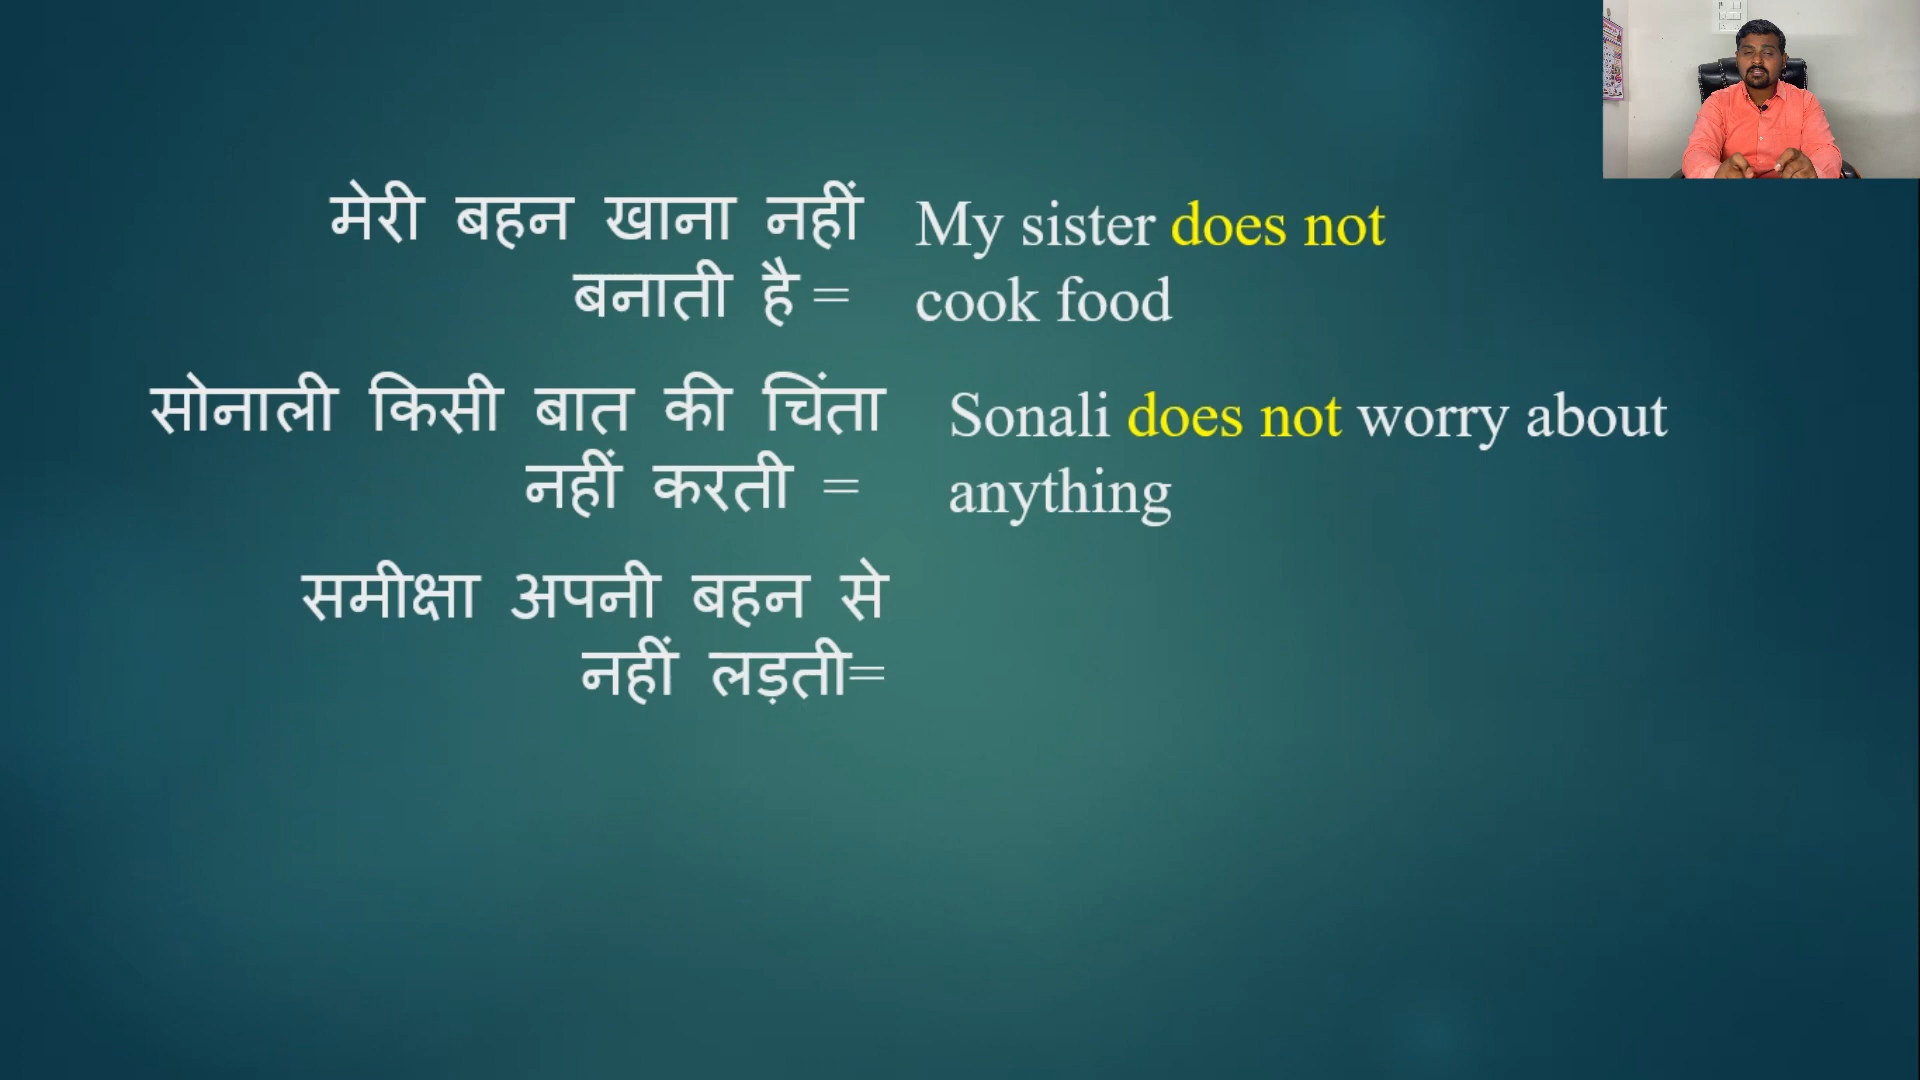 मेरी बहन खाना नहीं
बनाती है =
My sister does not
cook food
सोनाली किसी बात की चिंता
नहीं करती =
Sonali does not worry about
anything
समीक्षा अपनी बहन से
नहीं लड़ती=